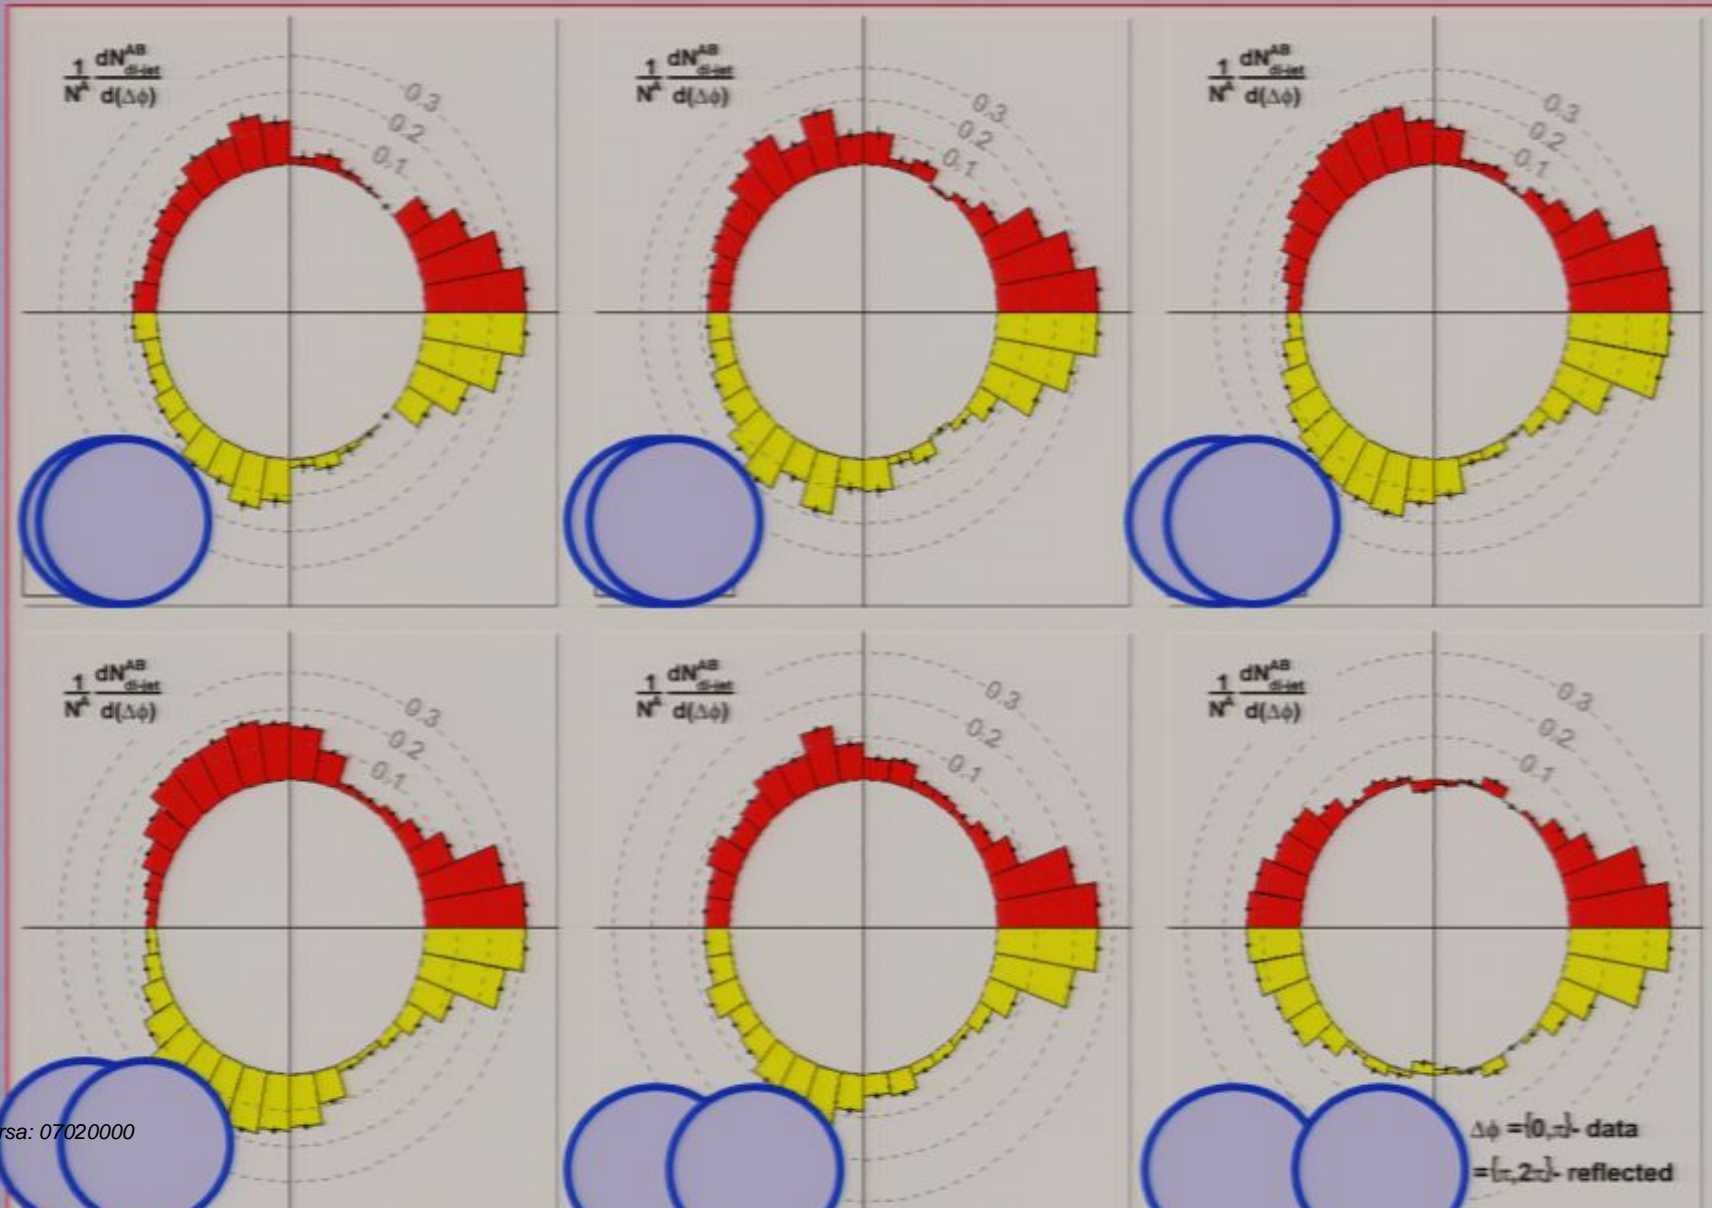 1/N^A dN^AB_di-jet/d(Δϕ)
0.3
0.2
0.1
1/N^A dN^AB_di-jet/d(Δϕ)
0.3
0.2
0.1
1/N^A dN^AB_di-jet/d(Δϕ)
0.3
0.2
0.1
1/N^A dN^AB_di-jet/d(Δϕ)
0.3
0.2
0.1
1/N^A dN^AB_di-jet/d(Δϕ)
0.3
0.2
0.1
1/N^A dN^AB_di-jet/d(Δϕ)
0.3
0.2
0.1
rsa: 07020000
Δϕ ={0,π}- data
={π,2π}- reflected